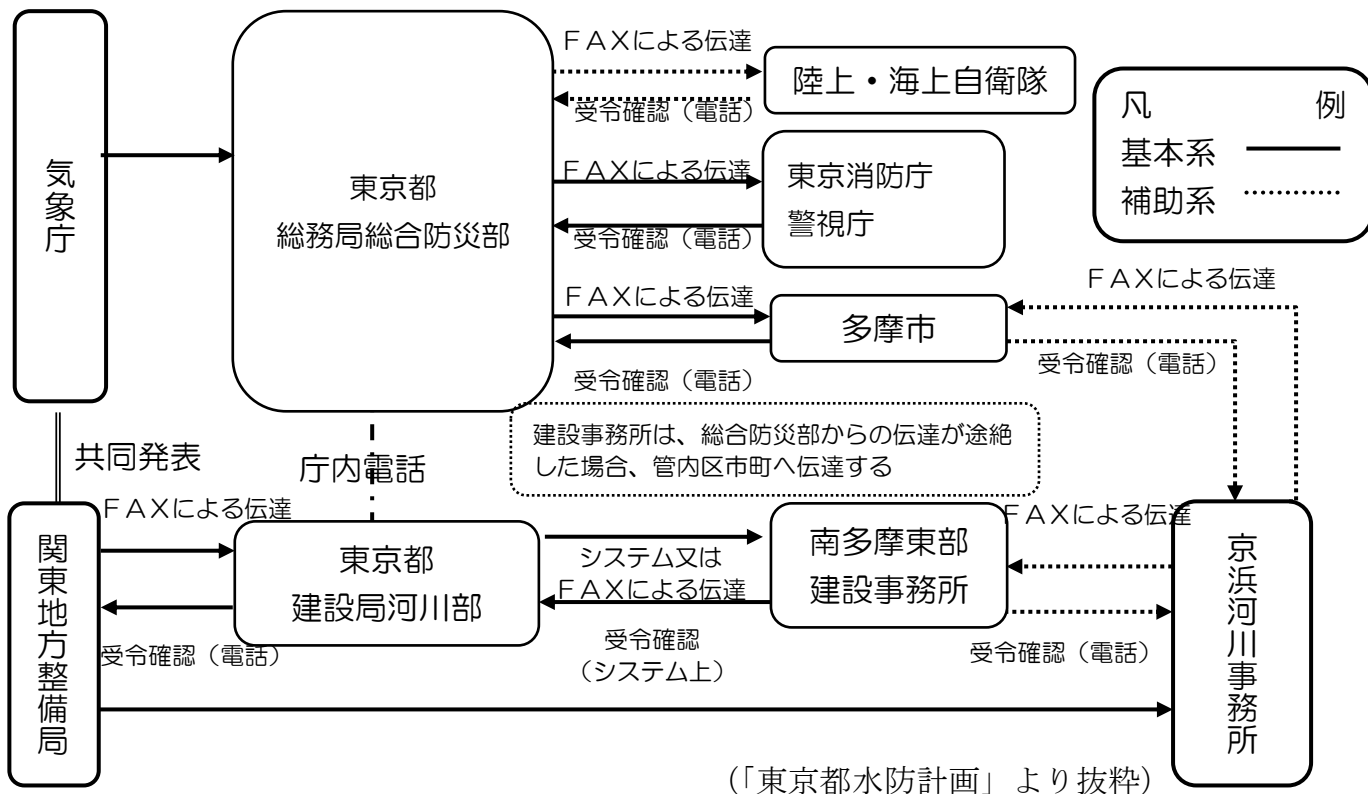 気象庁
東京都
総務局総合防災部
ＦＡＸによる伝達
受令確認（電話）
陸上・海上自衛隊
ＦＡＸによる伝達
受令確認（電話）
東京消防庁
警視庁
ＦＡＸによる伝達
受令確認（電話）
多摩市
凡　例
基本系
補助系
ＦＡＸによる伝達
受令確認（電話）
共同発表
庁内電話
建設事務所は、総合防災部からの伝達が途絶
した場合、管内区市町へ伝達する
関東地方整備局
ＦＡＸによる伝達
受令確認（電話）
東京都
建設局河川部
システム又は
ＦＡＸによる伝達
受令確認
（システム上）
南多摩東部
建設事務所
ＦＡＸによる伝達
受令確認（電話）
京浜河川事務所
（「東京都水防計画」より抜粋）